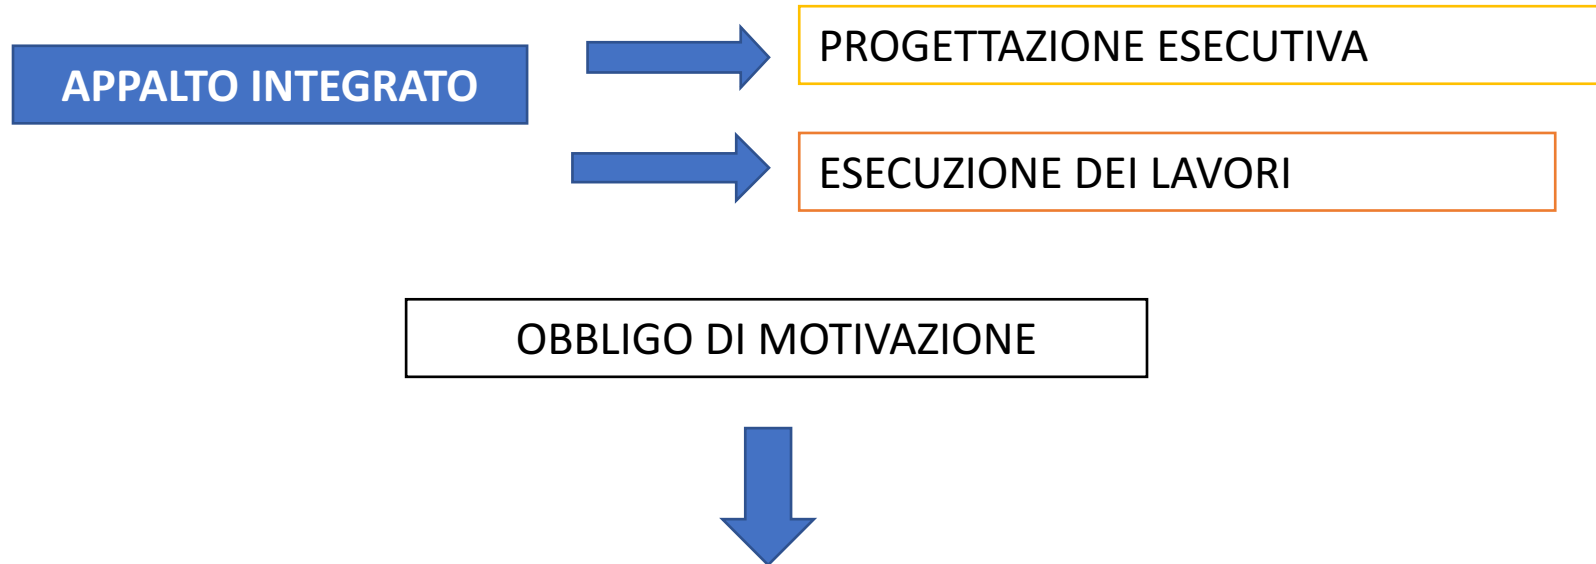 PROGETTAZIONE ESECUTIVA
APPALTO INTEGRATO
ESECUZIONE DEI LAVORI
OBBLIGO DI MOTIVAZIONE